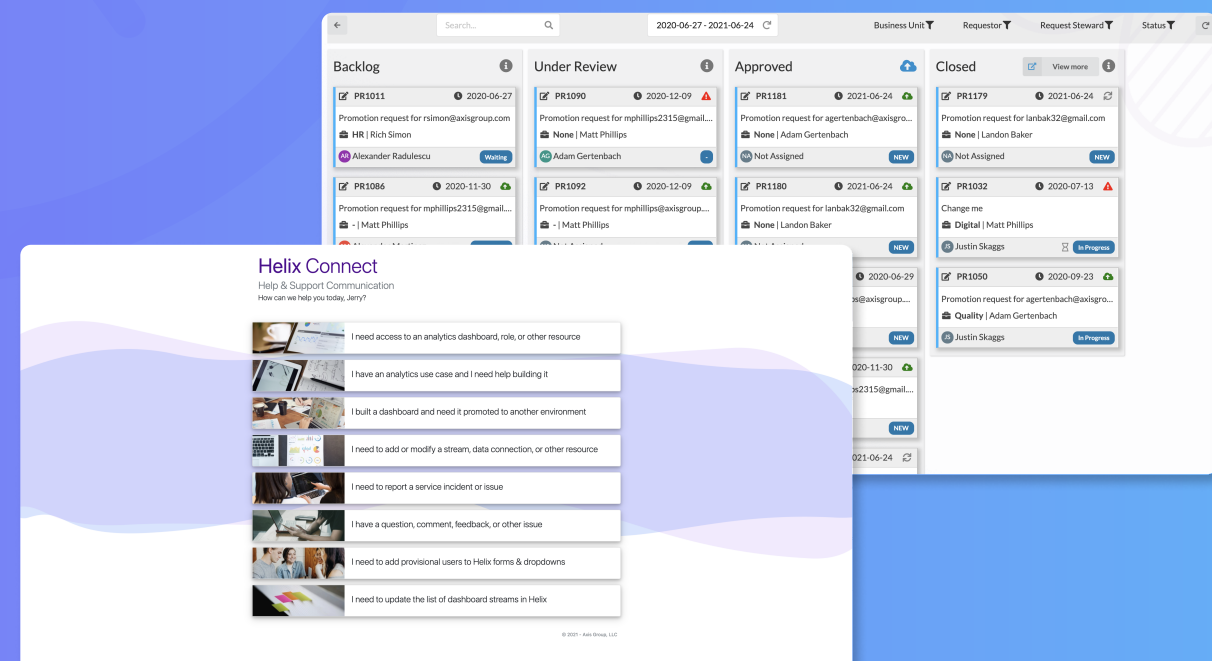 Search...
2020-06-27 - 2021-06-24
Business Unit
Requestor
Request Steward
Status
Backlog
PR1011 2020-06-27
Promotion request for rsimon@axisgroup.com
HR | Rich Simon
AR Alexander Radulescu Waiting
PR1086 2020-11-30
Promotion request for mphillips2315@gmail....
- | Matt Phillips
Under Review
PR1090 2020-12-09
Promotion request for mphillips2315@gmail....
None | Matt Phillips
AG Adam Gertenbach -
PR1092 2020-12-09
Promotion request for mphillips@axisgroup....
- | Matt Phillips
Approved
PR1181 2021-06-24
Promotion request for agertenbach@axisgro...
None | Adam Gertenbach
NA Not Assigned NEW
PR1180 2021-06-24
Promotion request for lanbak32@gmail.com
None | Landon Baker
NEW
2020-06-29
ps@axisgroup....
NEW
020-11-30
ps2315@gmail....
NEW
021-06-24
Closed View more
PR1179 2021-06-24
Promotion request for lanbak32@gmail.com
None | Landon Baker
NA Not Assigned NEW
PR1032 2020-07-13
Change me
Digital | Matt Phillips
JS Justin Skaggs In Progress
PR1050 2020-09-23
Promotion request for agertenbach@axisgro...
Quality | Adam Gertenbach
JS Justin Skaggs In Progress
Helix Connect
Help & Support Communication
How can we help you today, Jerry?
I need access to an analytics dashboard, role, or other resource
I have an analytics use case and I need help building it
I built a dashboard and need it promoted to another environment
I need to add or modify a stream, data connection, or other resource
I need to report a service incident or issue
I have a question, comment, feedback, or other issue
I need to add provisional users to Helix forms & dropdowns
I need to update the list of dashboard streams in Helix
© 2021 - Axis Group, LLC